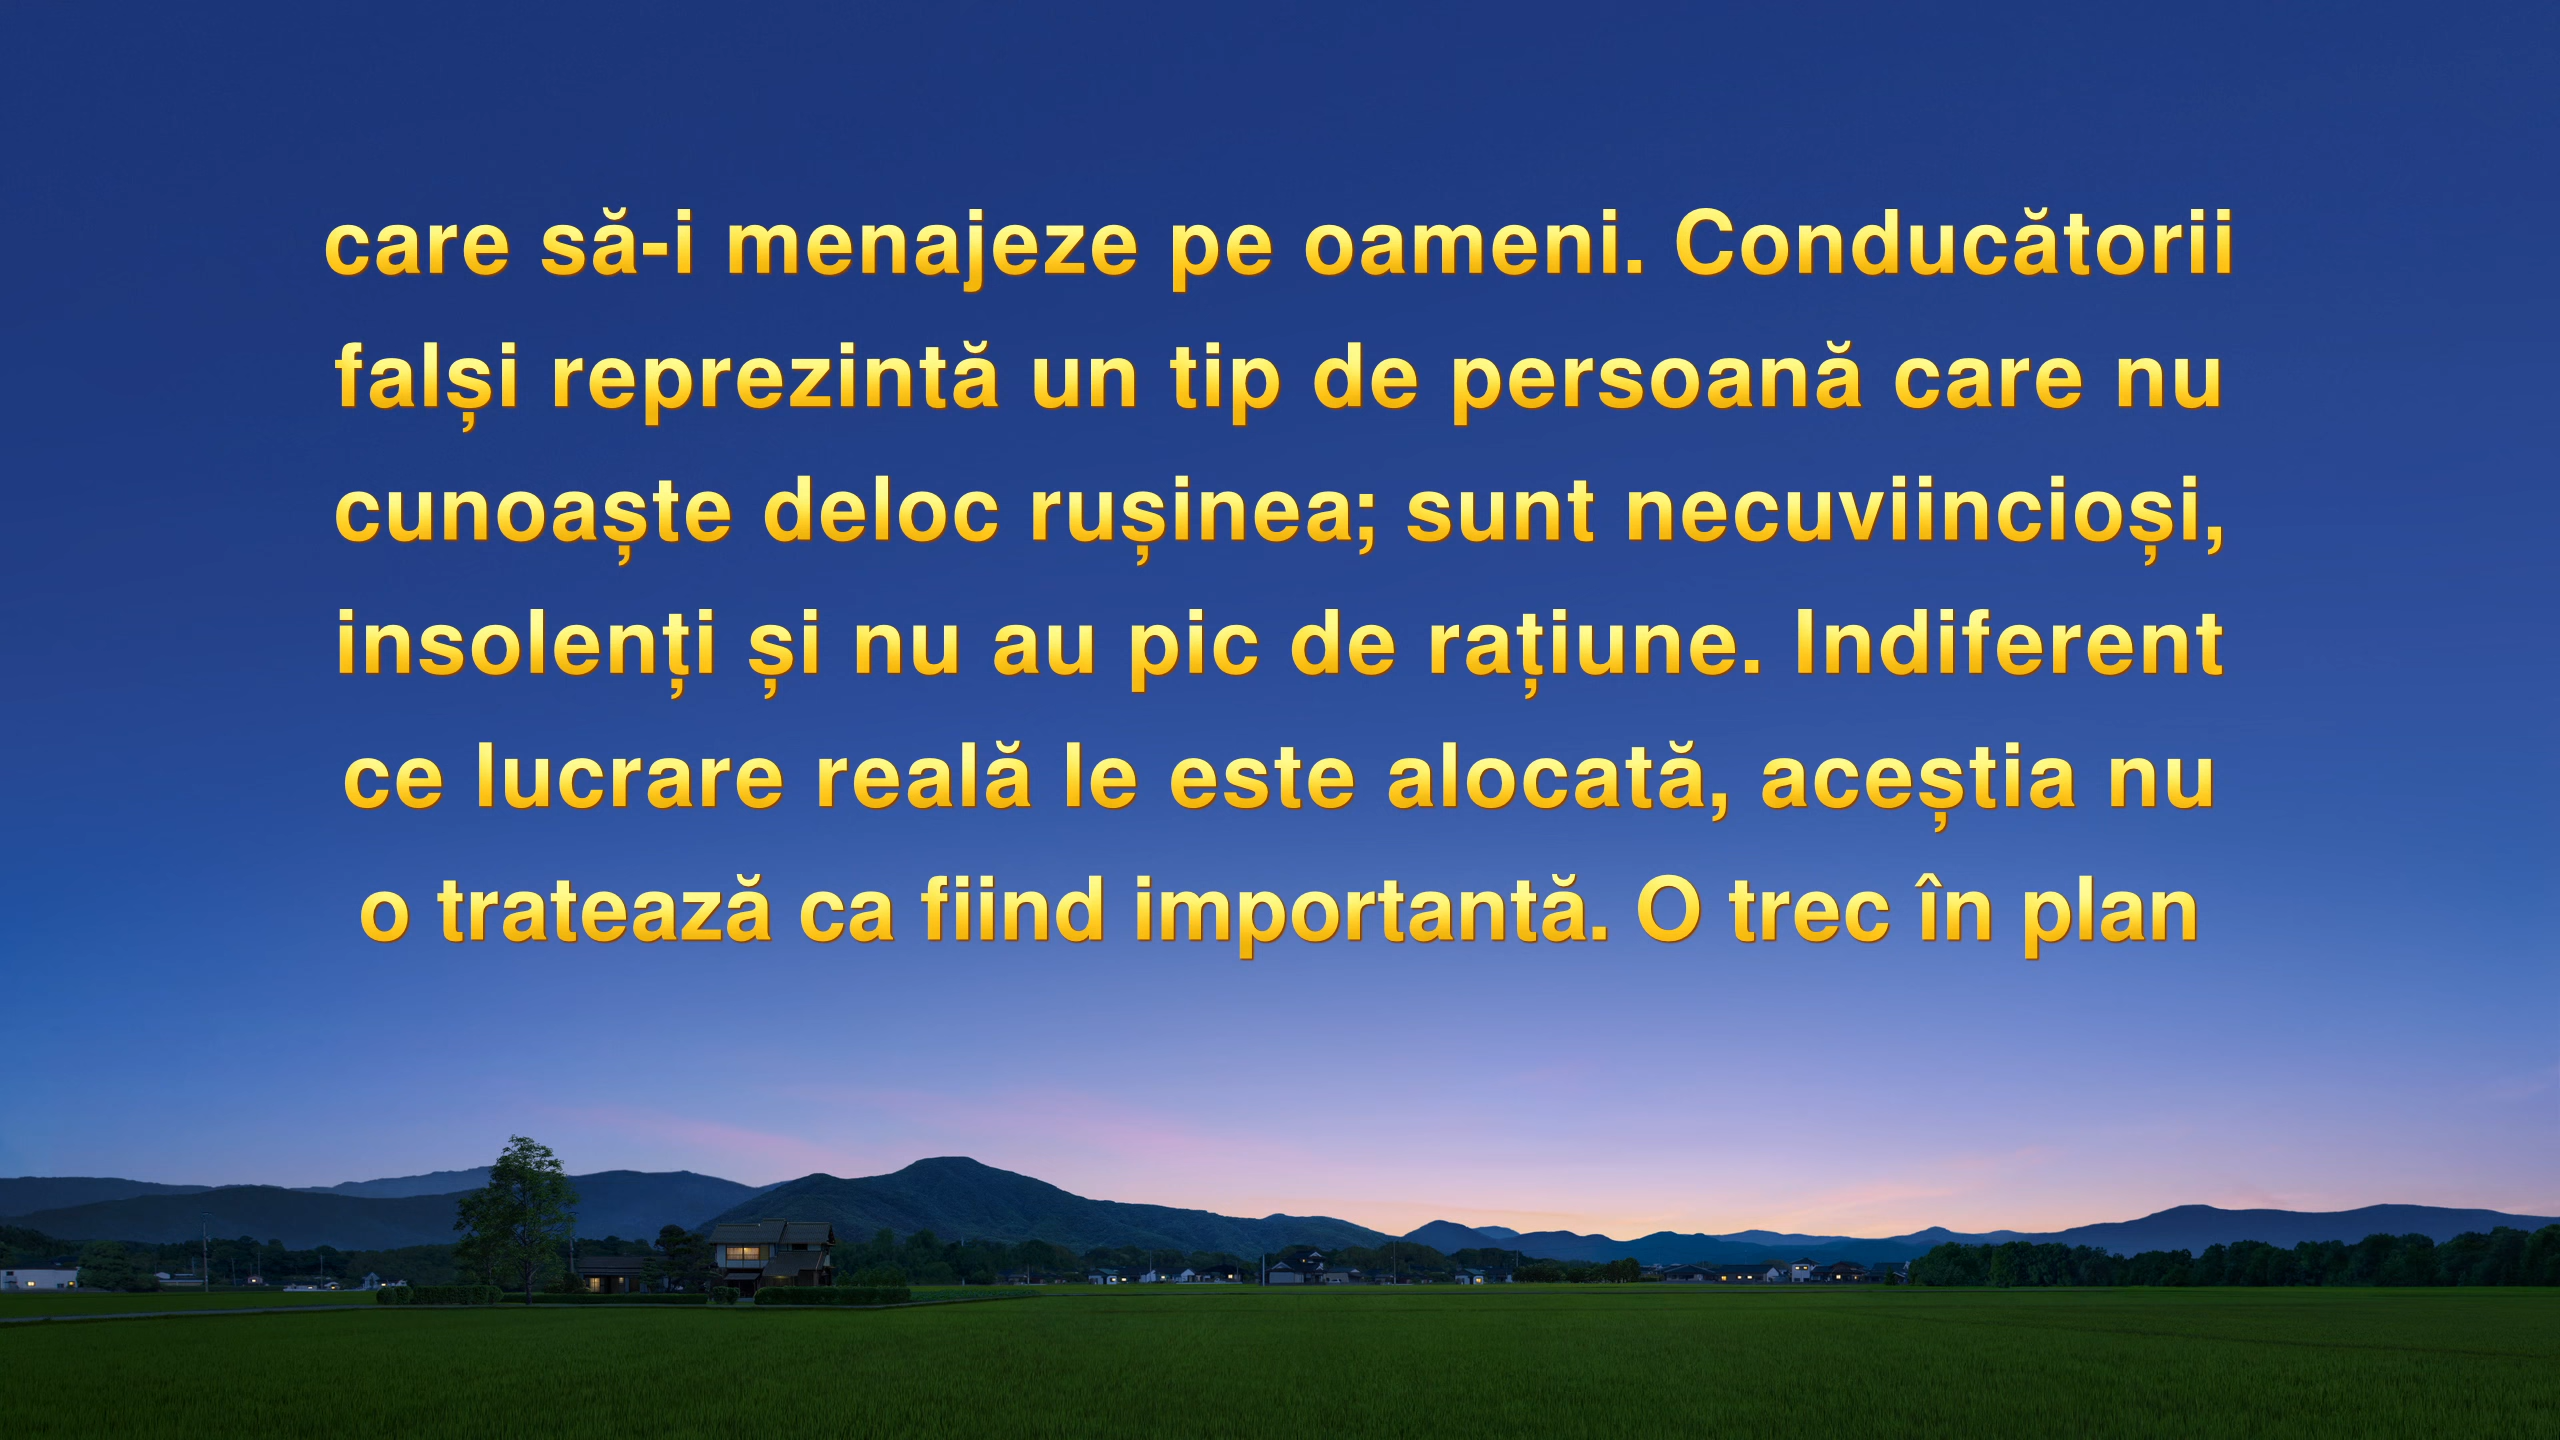 care să-i menajeze pe oameni. Conducătorii
falși reprezintă un tip de persoană care nu
cunoaște deloc rușinea; sunt necuviincioși,
insolenți și nu au pic de rațiune. Indiferent
ce lucrare reală le este alocată, aceștia nu
o tratează ca fiind importantă. O trec în plan